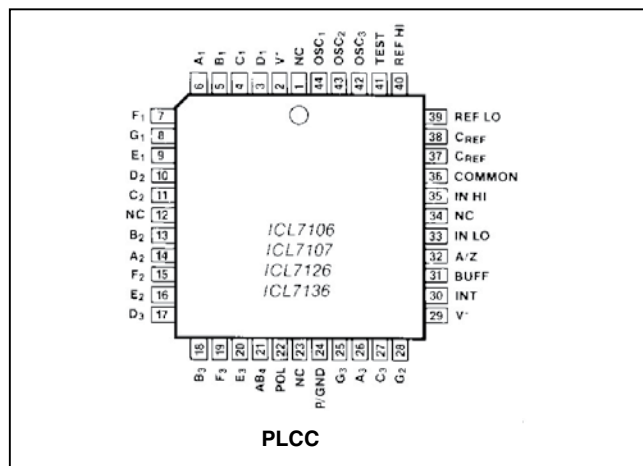 A₁ B₁ C₁ D₁ V NC OSC₁ OSC₂ OSC₃ TEST REF HI
6 5 4 3 2 1 44 43 42 41 40
F₁ 7
G₁ 8
E₁ 9
D₂ 10
C₂ 11
NC 12
B₂ 13
A₂ 14
F₂ 15
E₂ 16
D₃ 17
ICL7106
ICL7107
ICL7126
ICL7136
39 REF LO
38 CREF
37 CREF
36 COMMON
35 IN HI
34 NC
33 IN LO
32 A/Z
31 BUFF
30 INT
29 V
18 19 20 21 22 23 24 25 26 27 28
B₃ F₃ E₃ AB₄ POL NC P/GND G₃ A₃ C₃ G₂
PLCC